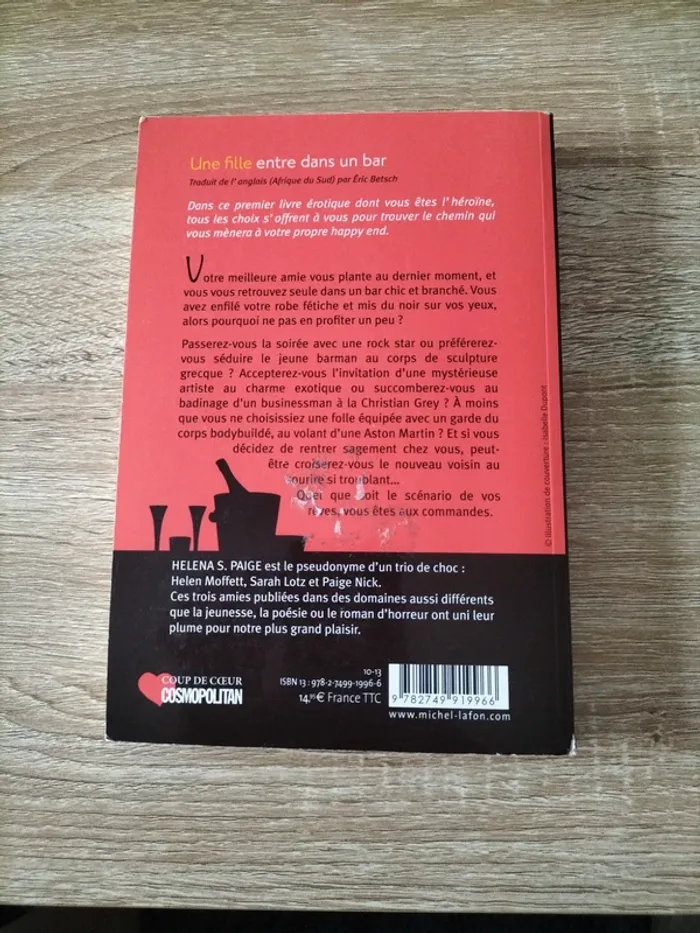 Une fille entre dans un bar
Traduit de l'anglais (Afrique du Sud) par Éric Betsch
Dans ce premier livre érotique dont vous êtes l'héroïne,
tous les choix s'offrent à vous pour trouver le chemin qui
vous mènera à votre propre happy end.
Votre meilleure amie vous plante au dernier moment, et
vous vous retrouvez seule dans un bar chic et branché. Vous
avez enfilé votre robe fétiche et mis du noir sur vos yeux,
alors pourquoi ne pas en profiter un peu ?
Passerez-vous la soirée avec une rock star ou préférerez-
vous séduire le jeune barman au corps de sculpture
grecque ? Accepterez-vous l'invitation d'une mystérieuse
artiste au charme exotique ou succomberez-vous au
badinage d'un businessman à la Christian Grey ? À moins
que vous ne choisissiez une folle équipée avec un garde du
corps bodybuildé, au volant d'une Aston Martin ? Et si vous
décidez de rentrer sagement chez vous, peut-
être croiserez-vous le nouveau voisin au
sourire si troublant...
Quel que soit le scénario de vos
rêves, vous êtes aux commandes.
© Illustration de couverture : Isabelle Dupont
HELENA S. PAIGE est le pseudonyme d'un trio de choc :
Helen Moffett, Sarah Lotz et Paige Nick.
Ces trois amies publiées dans des domaines aussi différents
que la jeunesse, la poésie ou le roman d'horreur ont uni leur
plume pour notre plus grand plaisir.
COUP DE CŒUR
COSMOPOLITAN
10-13
ISBN 13 : 978-2-7499-1996-6
14,95€ France TTC
9 782749 919966
www.michel-lafon.com